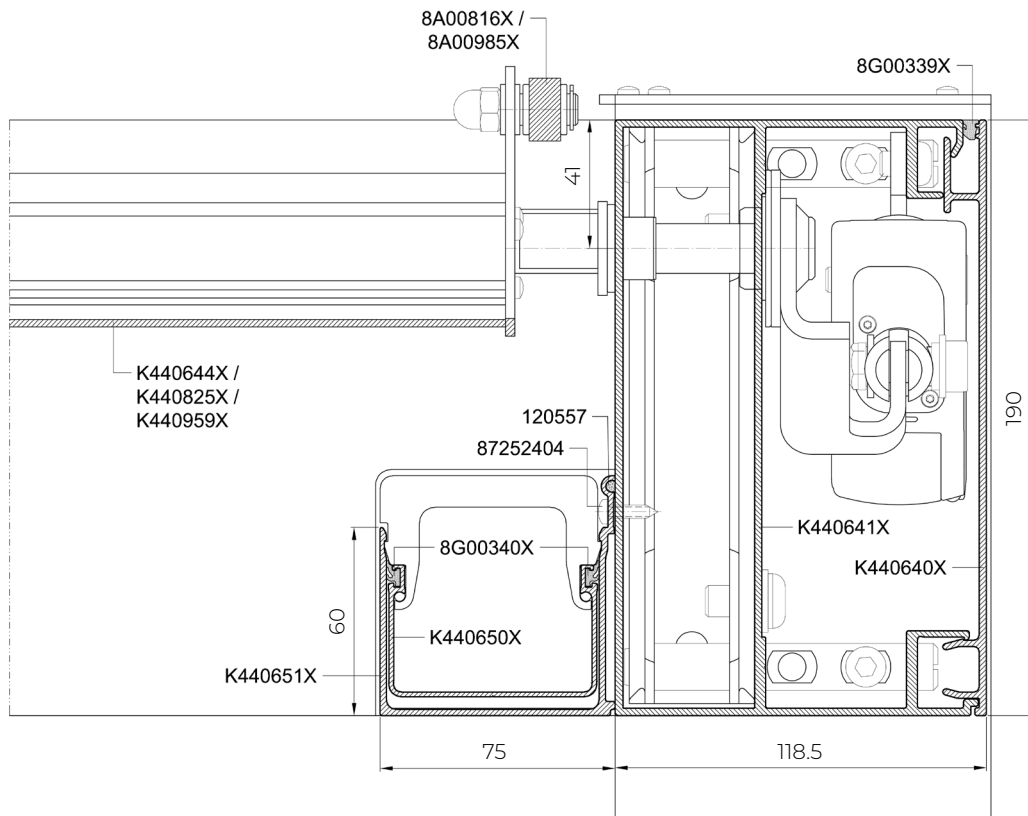 8A00816X /
8A00985X
8G00339X
41
K440644X /
K440825X /
K440959X
120557
87252404
190
K440641X
8G00340X
K440640X
60
K440650X
K440651X
75
118.5